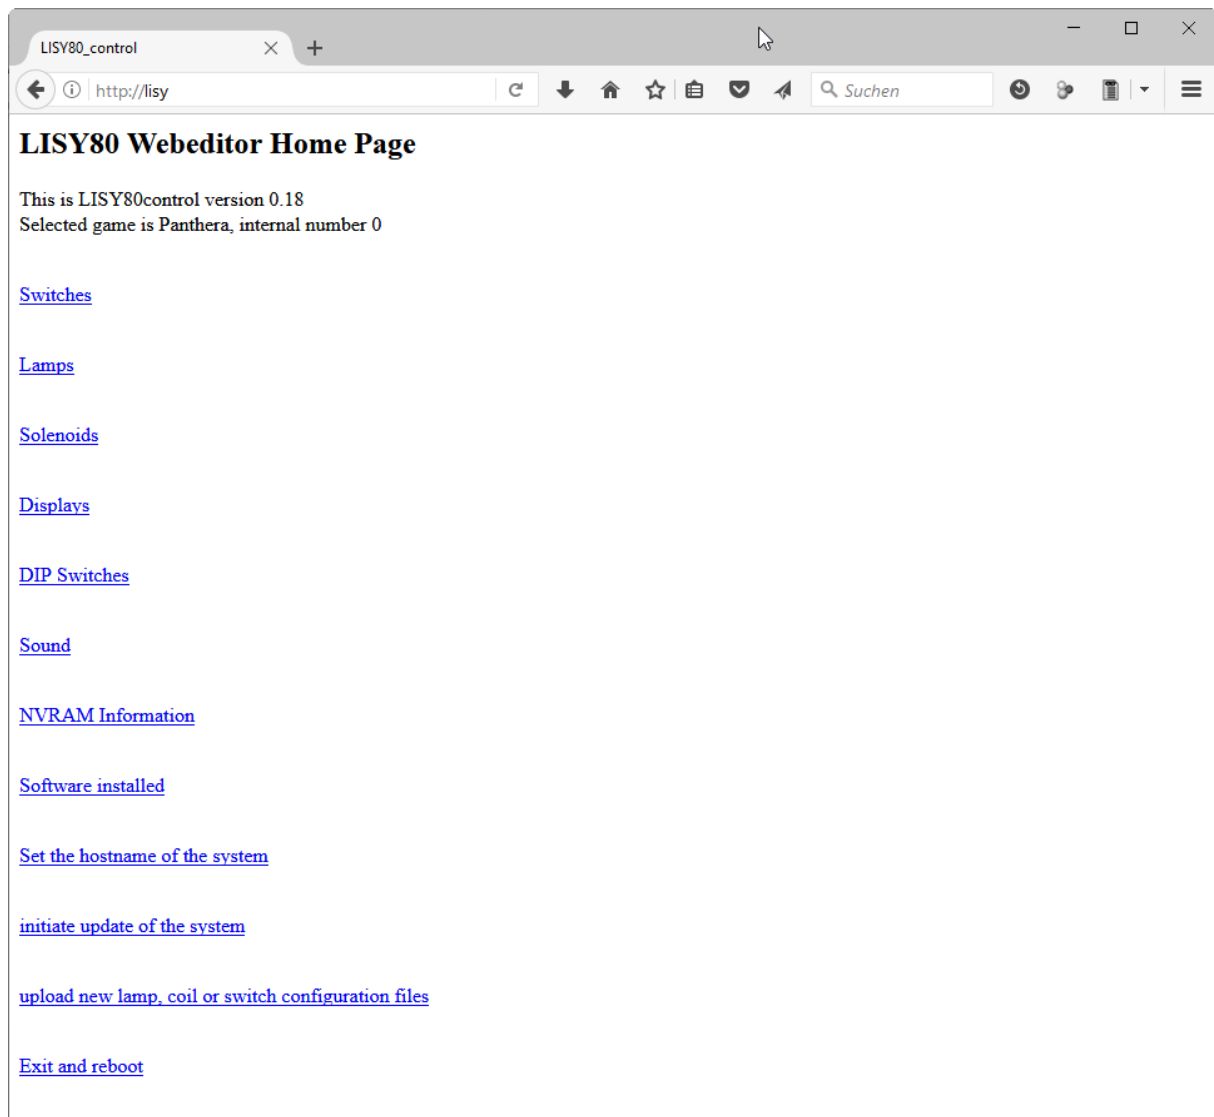 LISY80_control
http://lisy
Suchen
LISY80 Webeditor Home Page
This is LISY80control version 0.18
Selected game is Panthera, internal number 0
Switches
Lamps
Solenoids
Displays
DIP Switches
Sound
NVRAM Information
Software installed
Set the hostname of the system
initiate update of the system
upload new lamp, coil or switch configuration files
Exit and reboot